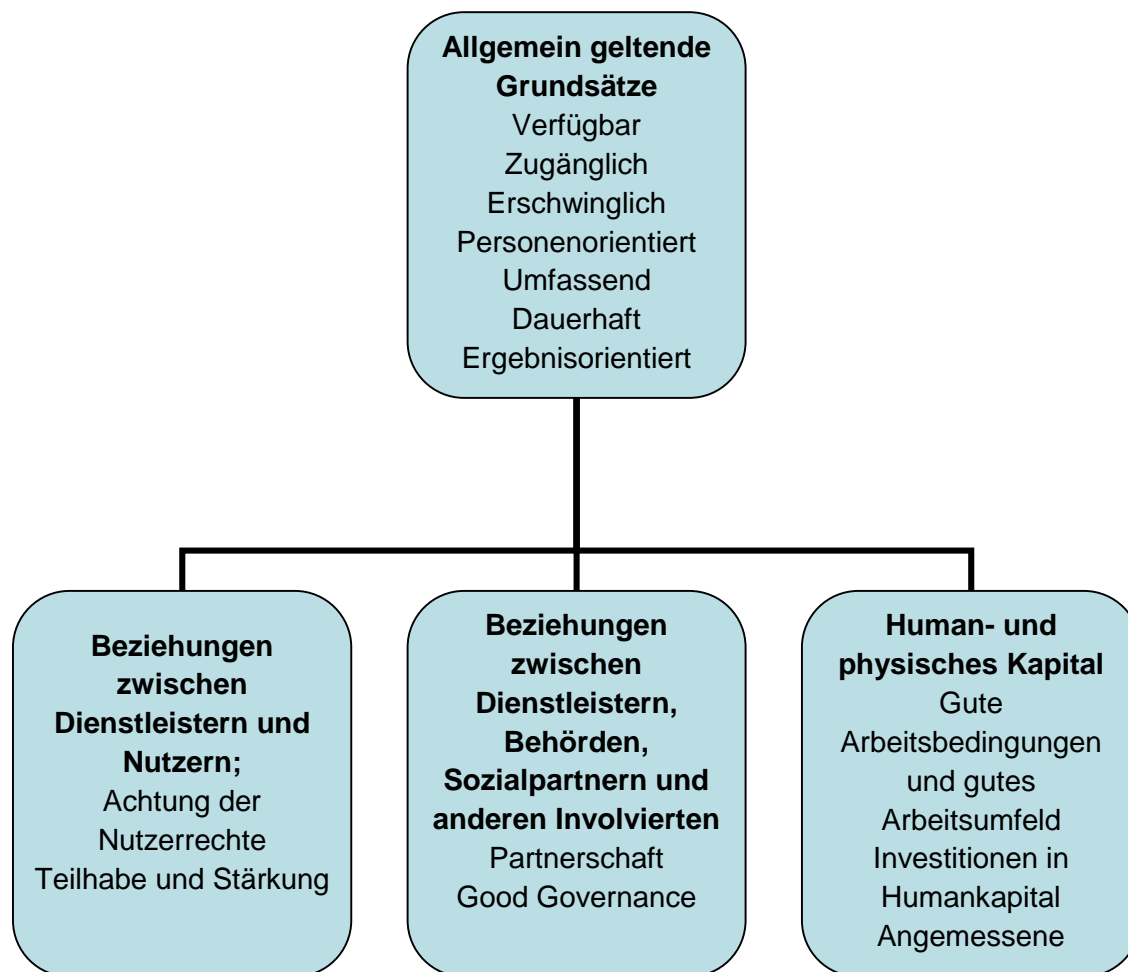 Allgemein geltende
Grundsätze
Verfügbar
Zugänglich
Erschwinglich
Personenorientiert
Umfassend
Dauerhaft
Ergebnisorientiert
Beziehungen
zwischen
Dienstleistern und
Nutzern;
Achtung der
Nutzerrechte
Teilhabe und Stärkung
Beziehungen
zwischen
Dienstleistern,
Behörden,
Sozialpartnern und
anderen Involvierten
Partnerschaft
Good Governance
Human- und
physisches Kapital
Gute
Arbeitsbedingungen
und gutes
Arbeitsumfeld
Investitionen in
Humankapital
Angemessene